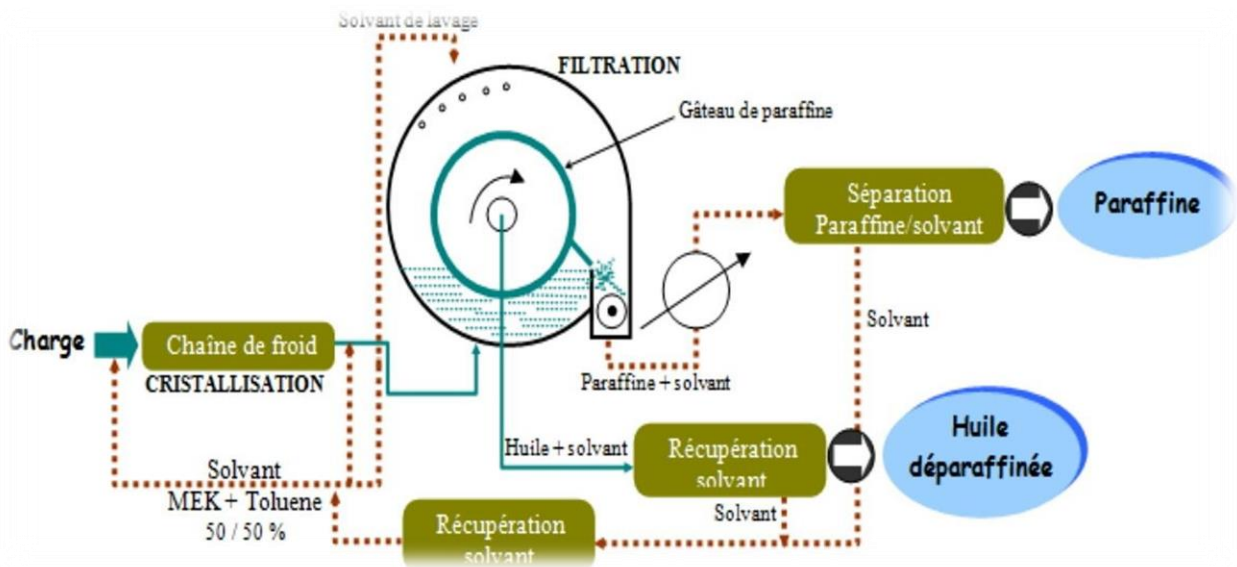 Solvant de lavage
FILTRATION
Gâteau de paraffine
Séparation
Paraffine/solvant
Paraffine
Charge
Chaîne de froid
CRISTALLISATION
Solvant
Paraffine + solvant
Huile
déparaffinée
Huile + solvant
Récupération
solvant
Solvant
MEK + Toluene
50 / 50 %
Solvant
Récupération
solvant